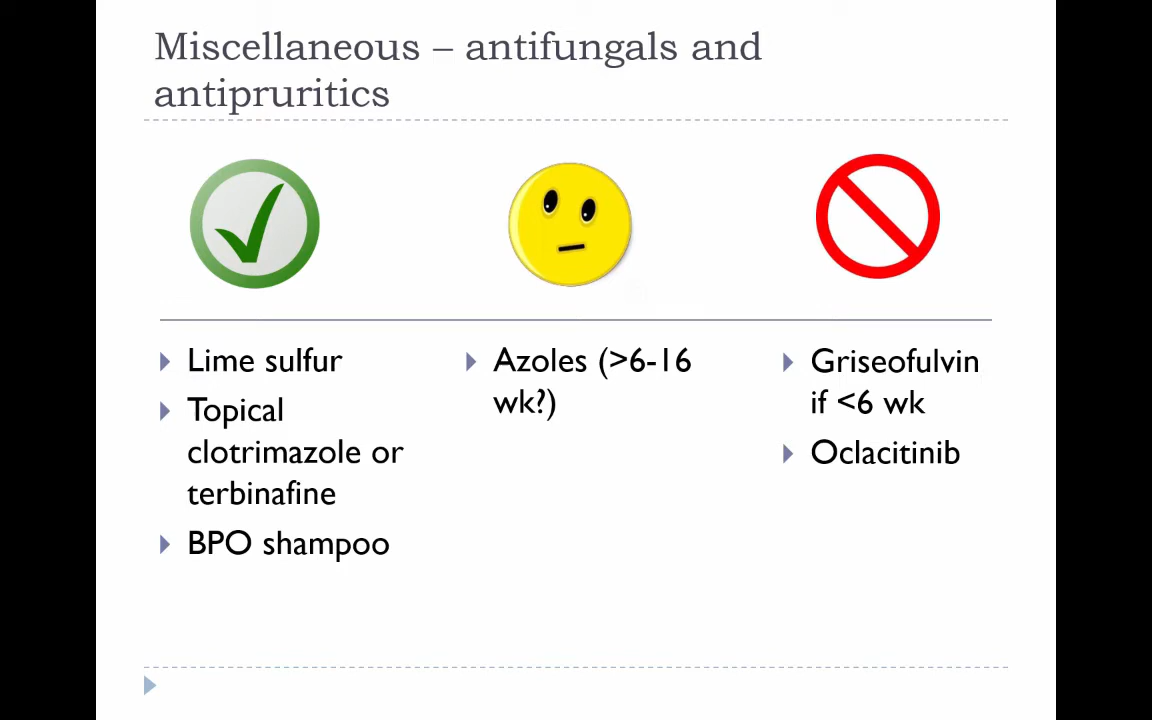 Miscellaneous – antifungals and
antipruritics
Lime sulfur
Topical
clotrimazole or
terbinafine
BPO shampoo
Azoles (>6-16
wk?)
Griseofulvin
if <6 wk
Oclacitinib